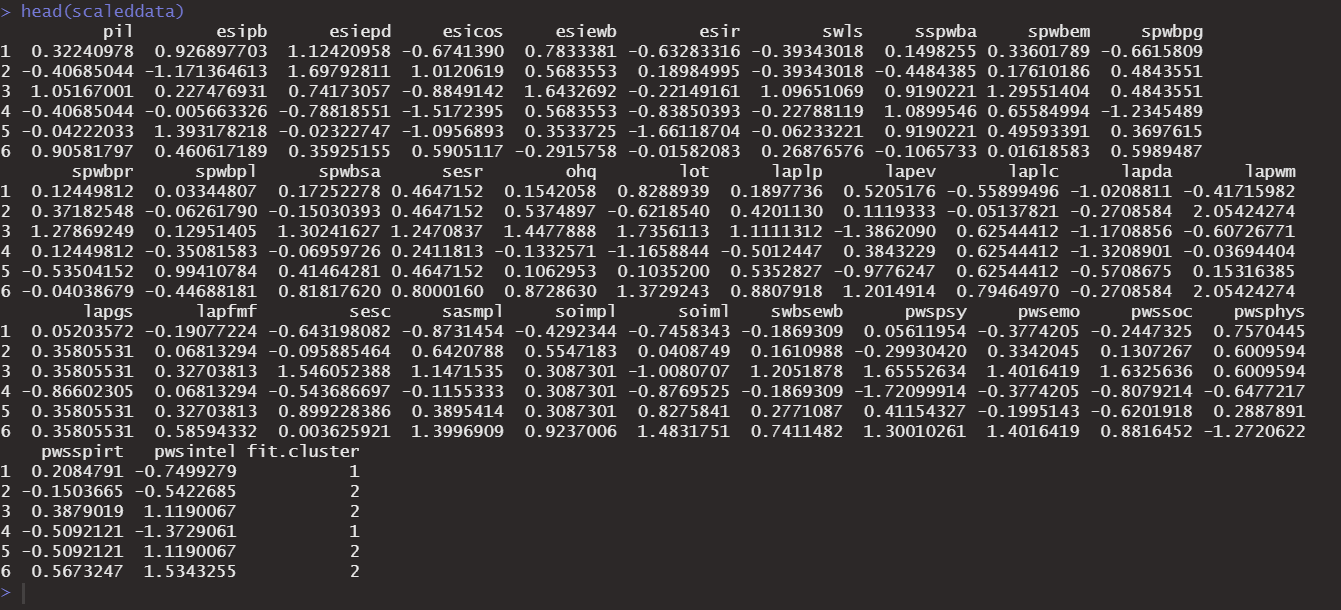 > head(scaleddata)
pil esipb esiepd esicos esiewb esir swls sspwba spwbem spwbpg
1 0.32240978 0.926897703 1.12420958 -0.6741390 0.7833381 -0.63283316 -0.39343018 0.1498255 0.33601789 -0.6615809
2 -0.40685044 -1.171364613 1.69792811 1.0120619 0.5683553 0.18984995 -0.39343018 -0.4484385 0.17610186 0.4843551
3 1.05167001 0.227476931 0.74173057 -0.8849142 1.6432692 -0.22149161 1.09651069 0.9190221 1.29551404 0.4843551
4 -0.40685044 -0.005663326 -0.78818551 -1.5172395 0.5683553 -0.83850393 -0.22788119 1.0899546 0.65584994 -1.2345489
5 -0.04222033 1.393178218 -0.02322747 -1.0956893 0.3533725 -1.66118704 -0.06233221 0.9190221 0.49593391 0.3697615
6 0.90581797 0.460617189 0.35925155 0.5905117 -0.2915758 -0.01582083 0.26876576 -0.1065733 0.01618583 0.5989487
spwbpr spwbpl spwbsa sesr ohq lot laplp lapev laplc lapda lapwm
1 0.12449812 0.03344807 0.17252278 0.4647152 0.1542058 0.8288939 0.1897736 0.5205176 -0.55899496 -1.0208811 -0.41715982
2 0.37182548 -0.06261790 -0.15030393 0.4647152 0.5374897 -0.6218540 0.4201130 0.1119333 -0.05137821 -0.2708584 2.05424274
3 1.27869249 0.12951405 1.30241627 1.2470837 1.4477888 1.7356113 1.1111312 -1.3862090 0.62544412 -1.1708856 -0.60726771
4 0.12449812 -0.35081583 -0.06959726 0.2411813 -0.1332571 -1.1658844 -0.5012447 0.3843229 0.62544412 -1.3208901 -0.03694404
5 -0.53504152 0.99410784 0.41464281 0.4647152 0.1062953 0.1035200 0.5352827 -0.9776247 0.62544412 -0.5708675 0.15316385
6 -0.04038679 -0.44688181 0.81817620 0.8000160 0.8728630 1.3729243 0.8807918 1.2014914 0.79464970 -0.2708584 2.05424274
lapgs lapfmf sesc sasmpl soimpl soiml swbsewb pwspsy pwsemo pwssoc pwsphys
1 0.05203572 -0.19077224 -0.643198082 -0.8731454 -0.4292344 -0.7458343 -0.1869309 0.05611954 -0.3774205 -0.2447325 0.7570445
2 0.35805531 0.06813294 -0.095885464 0.6420788 0.5547183 0.0408749 0.1610988 -0.29930420 0.3342045 0.1307267 0.6009594
3 0.35805531 0.32703813 1.546052388 1.1471535 0.3087301 -1.0080707 1.2051878 1.65552634 1.4016419 1.6325636 0.6009594
4 -0.86602305 0.06813294 -0.543686697 -0.1155333 0.3087301 -0.8769525 -0.1869309 -1.72099914 -0.3774205 -0.8079214 -0.6477217
5 0.35805531 0.32703813 0.899228386 0.3895414 0.3087301 0.8275841 0.2771087 0.41154327 -0.1995143 -0.6201918 0.2887891
6 0.35805531 0.58594332 0.003625921 1.3996909 0.9237006 1.4831751 0.7411482 1.30010261 1.4016419 0.8816452 -1.2720622
pwsspirt pwsintel fit.cluster
1 0.2084791 -0.7499279 1
2 -0.1503665 -0.5422685 2
3 0.3879019 1.1190067 2
4 -0.5092121 -1.3729061 1
5 -0.5092121 1.1190067 2
6 0.5673247 1.5343255 2
>